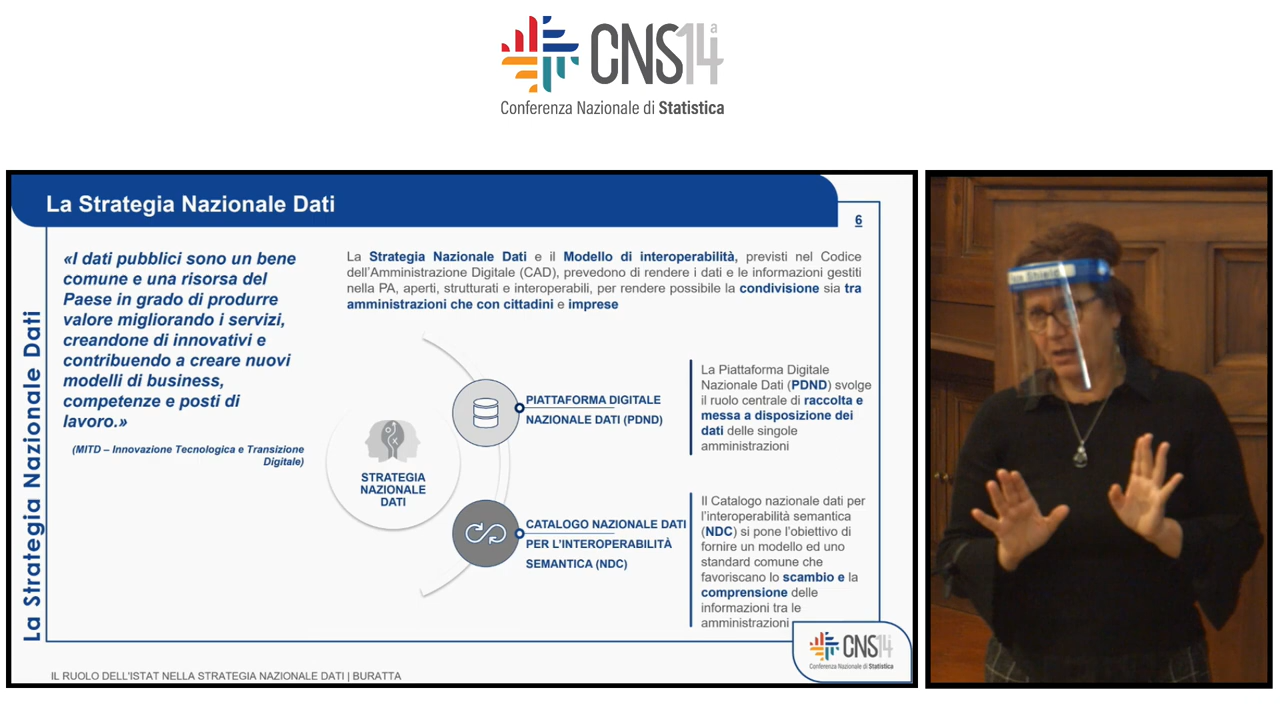 CNS14a
Conferenza Nazionale di Statistica
La Strategia Nazionale Dati
6
La Strategia Nazionale Dati
«I dati pubblici sono un bene
comune e una risorsa del
Paese in grado di produrre
valore migliorando i servizi,
creandone di innovativi e
contribuendo a creare nuovi
modelli di business,
competenze e posti di
lavoro.»
(MITD – Innovazione Tecnologica e Transizione
Digitale)
La Strategia Nazionale Dati e il Modello di interoperabilità, previsti nel Codice
dell'Amministrazione Digitale (CAD), prevedono di rendere i dati e le informazioni gestiti
nella PA, aperti, strutturati e interoperabili, per rendere possibile la condivisione sia tra
amministrazioni che con cittadini e imprese
STRATEGIA
NAZIONALE
DATI
PIATTAFORMA DIGITALE
NAZIONALE DATI (PDND)
La Piattaforma Digitale
Nazionale Dati (PDND) svolge
il ruolo centrale di raccolta e
messa a disposizione dei
dati delle singole
amministrazioni
CATALOGO NAZIONALE DATI
PER L'INTEROPERABILITÀ
SEMANTICA (NDC)
Il Catalogo nazionale dati per
l'interoperabilità semantica
(NDC) si pone l'obiettivo di
fornire un modello ed uno
standard comune che
favoriscano lo scambio e la
comprensione delle
informazioni tra le
amministrazioni
CNS14
Conferenza Nazionale di Statistica
IL RUOLO DELL'ISTAT NELLA STRATEGIA NAZIONALE DATI | BURATTA
Shield